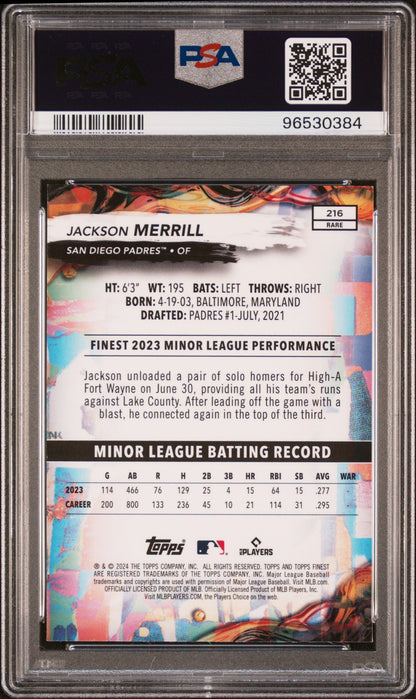 PSA
PSA
96530384
216
RARE
JACKSON MERRILL
SAN DIEGO PADRES™ • OF
HT: 6'3" WT: 195 BATS: LEFT THROWS: RIGHT
BORN: 4-19-03, BALTIMORE, MARYLAND
DRAFTED: PADRES #1-JULY, 2021
FINEST 2023 MINOR LEAGUE PERFORMANCE
Jackson unloaded a pair of solo homers for High-A
Fort Wayne on June 30, providing all his team's runs
against Lake County. After leading off the game with a
blast, he connected again in the top of the third.
MINOR LEAGUE BATTING RECORD
G AB R H 2B 3B HR RBI SB AVG WAR
2023 114 466 76 129 25 4 15 64 15 .277
CAREER 200 800 133 236 45 10 21 114 31 .295
TOPPS
PLAYERS
® & © 2024 THE TOPPS COMPANY, INC. ALL RIGHTS RESERVED. TOPPS AND TOPPS FINEST
ARE REGISTERED TRADEMARKS OF THE TOPPS COMPANY, INC. Major League Baseball
trademarks and copyrights are used with permission of Major League Baseball. Visit MLB.com.
OFFICIALLY LICENSED PRODUCT OF MLB Players, Inc.
Visit MLBPLAYERS.com, the Players Choice on the web.